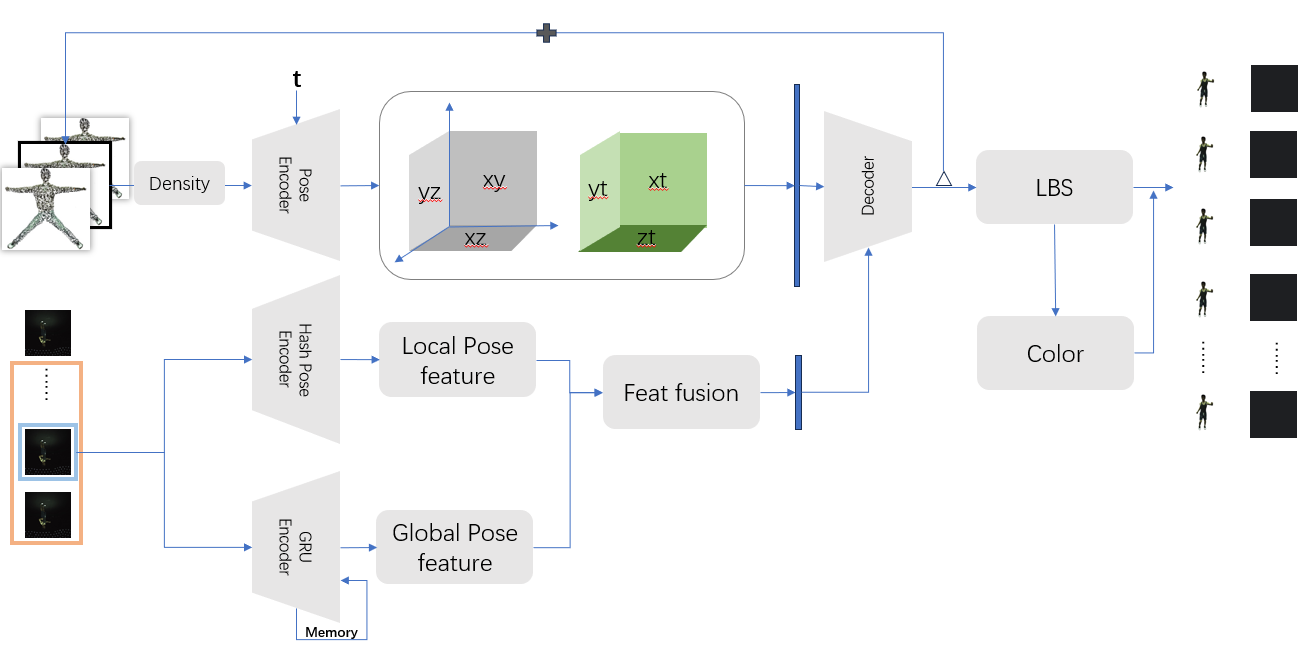 t
Density
Pose
Encoder
yz
xy
xz
yt
xt
zt
Decoder
LBS
Color
Hash Pose
Encoder
Local Pose
feature
Feat fusion
GRU
Encoder
Global Pose
feature
Memory